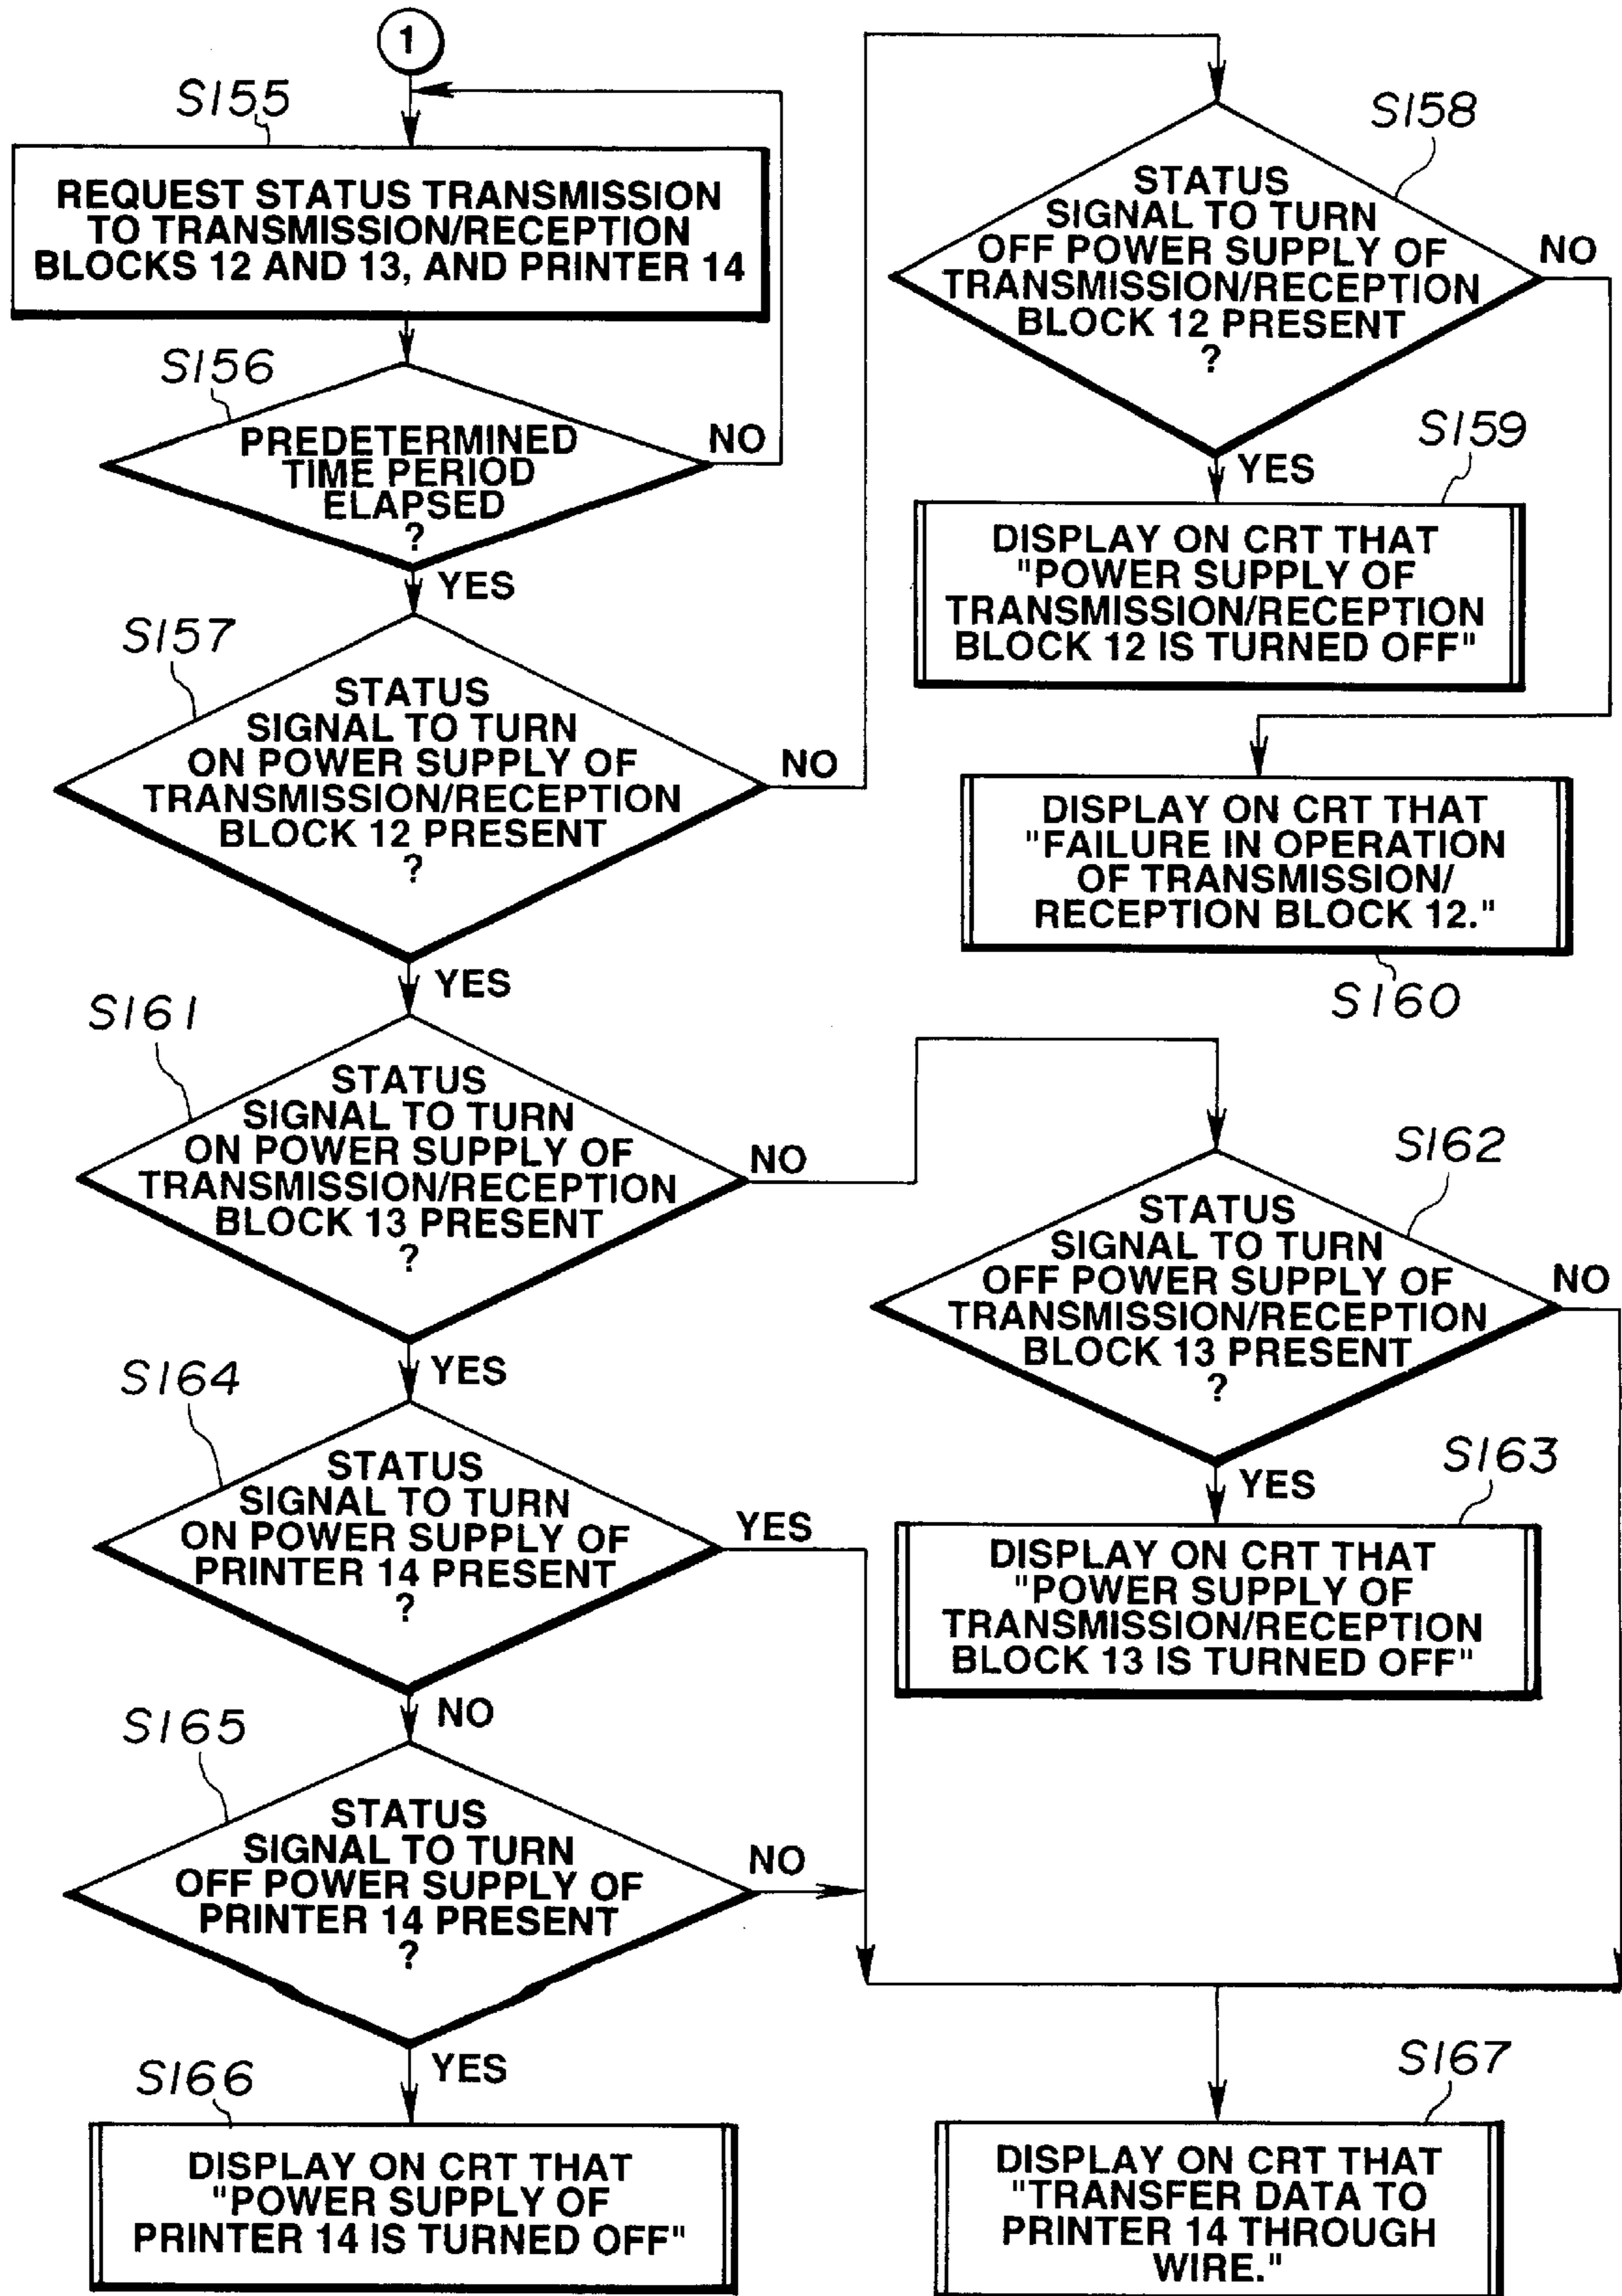 1
S155
REQUEST STATUS TRANSMISSION
TO TRANSMISSION/RECEPTION
BLOCKS 12 AND 13, AND PRINTER 14
S156
PREDETERMINED
TIME PERIOD
ELAPSED
?
NO
YES
S157
STATUS
SIGNAL TO TURN
ON POWER SUPPLY OF
TRANSMISSION/RECEPTION
BLOCK 12 PRESENT
?
NO
YES
S158
STATUS
SIGNAL TO TURN
OFF POWER SUPPLY OF
TRANSMISSION/RECEPTION
BLOCK 12 PRESENT
?
NO
YES
S159
DISPLAY ON CRT THAT
"POWER SUPPLY OF
TRANSMISSION/RECEPTION
BLOCK 12 IS TURNED OFF"
DISPLAY ON CRT THAT
"FAILURE IN OPERATION
OF TRANSMISSION/
RECEPTION BLOCK 12."
S160
S161
STATUS
SIGNAL TO TURN
ON POWER SUPPLY OF
TRANSMISSION/RECEPTION
BLOCK 13 PRESENT
?
NO
YES
S162
STATUS
SIGNAL TO TURN
OFF POWER SUPPLY OF
TRANSMISSION/RECEPTION
BLOCK 13 PRESENT
?
NO
YES
S163
DISPLAY ON CRT THAT
"POWER SUPPLY OF
TRANSMISSION/RECEPTION
BLOCK 13 IS TURNED OFF"
S164
STATUS
SIGNAL TO TURN
ON POWER SUPPLY OF
PRINTER 14 PRESENT
?
YES
NO
S165
STATUS
SIGNAL TO TURN
OFF POWER SUPPLY OF
PRINTER 14 PRESENT
?
NO
YES
S166
DISPLAY ON CRT THAT
"POWER SUPPLY OF
PRINTER 14 IS TURNED OFF"
S167
DISPLAY ON CRT THAT
"TRANSFER DATA TO
PRINTER 14 THROUGH
WIRE."